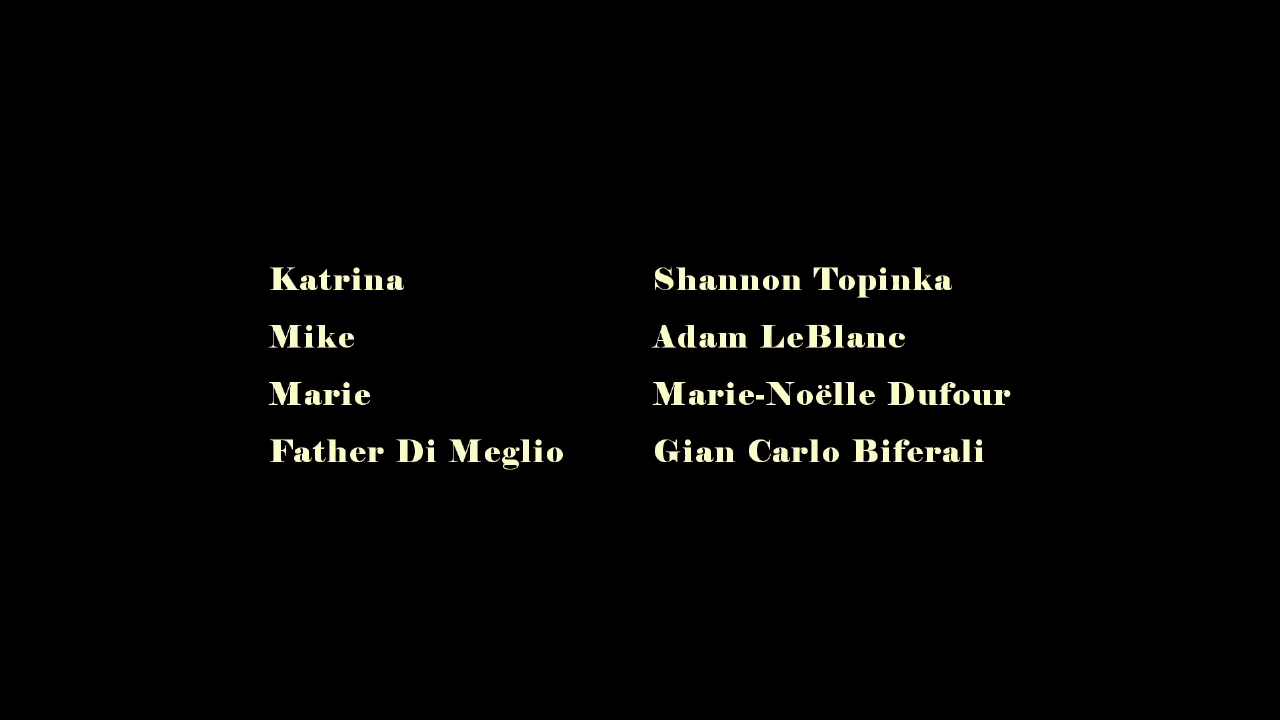 Katrina Shannon Topinka
Mike Adam LeBlanc
Marie Marie-Noëlle Dufour
Father Di Meglio Gian Carlo Biferali